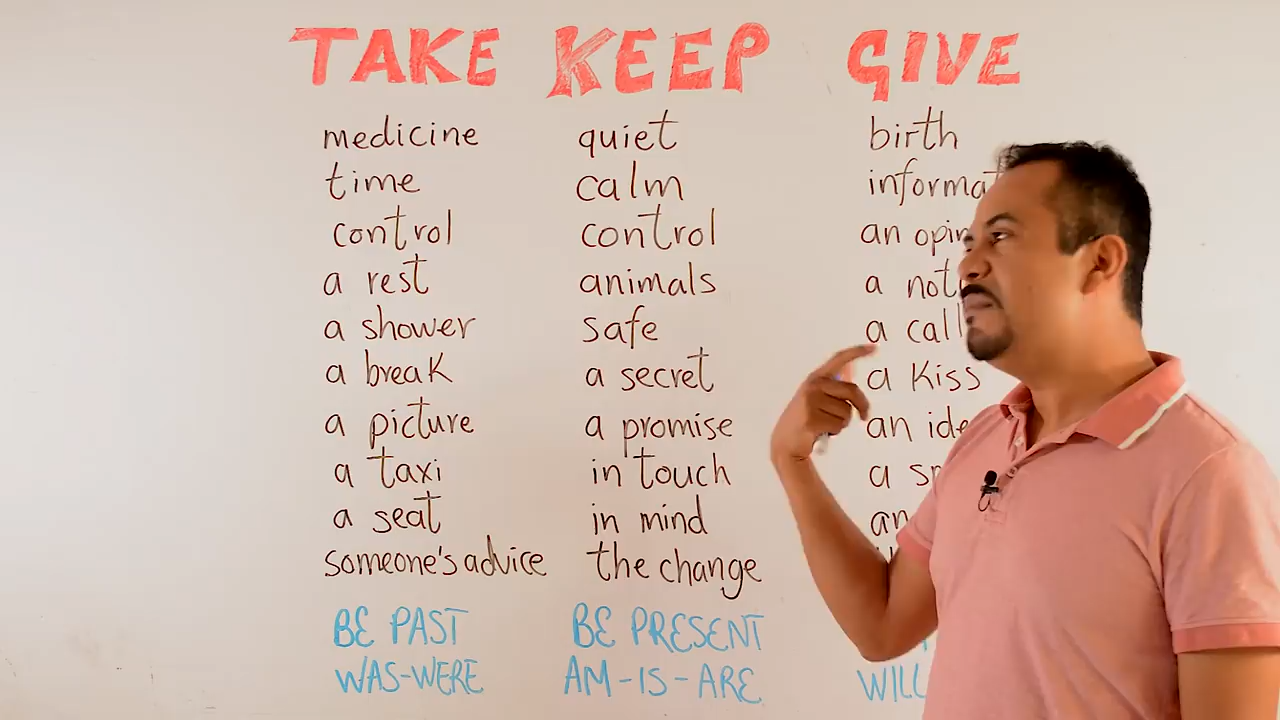 TAKE KEEP GIVE
medicine quiet birth
time calm
control control an
a rest animals a
a shower safe a call
a break a secret a kiss
a picture a promise an
a taxi in touch a
a seat in mind an
someone's advice the change
BE PAST BE PRESENT
WAS-WERE AM-IS-ARE WILL